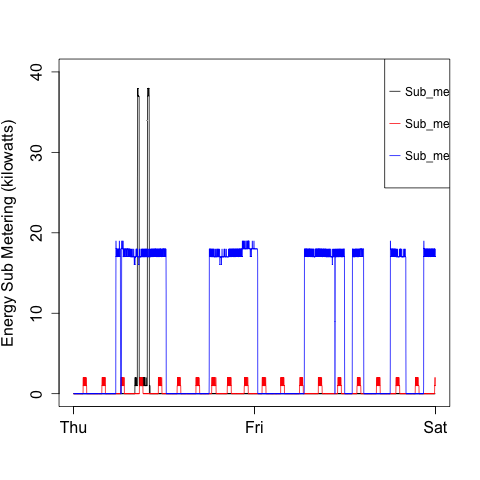 Energy Sub Metering (kilowatts)
40
30
20
10
0
Thu Fri Sat
Sub_me
Sub_me
Sub_me